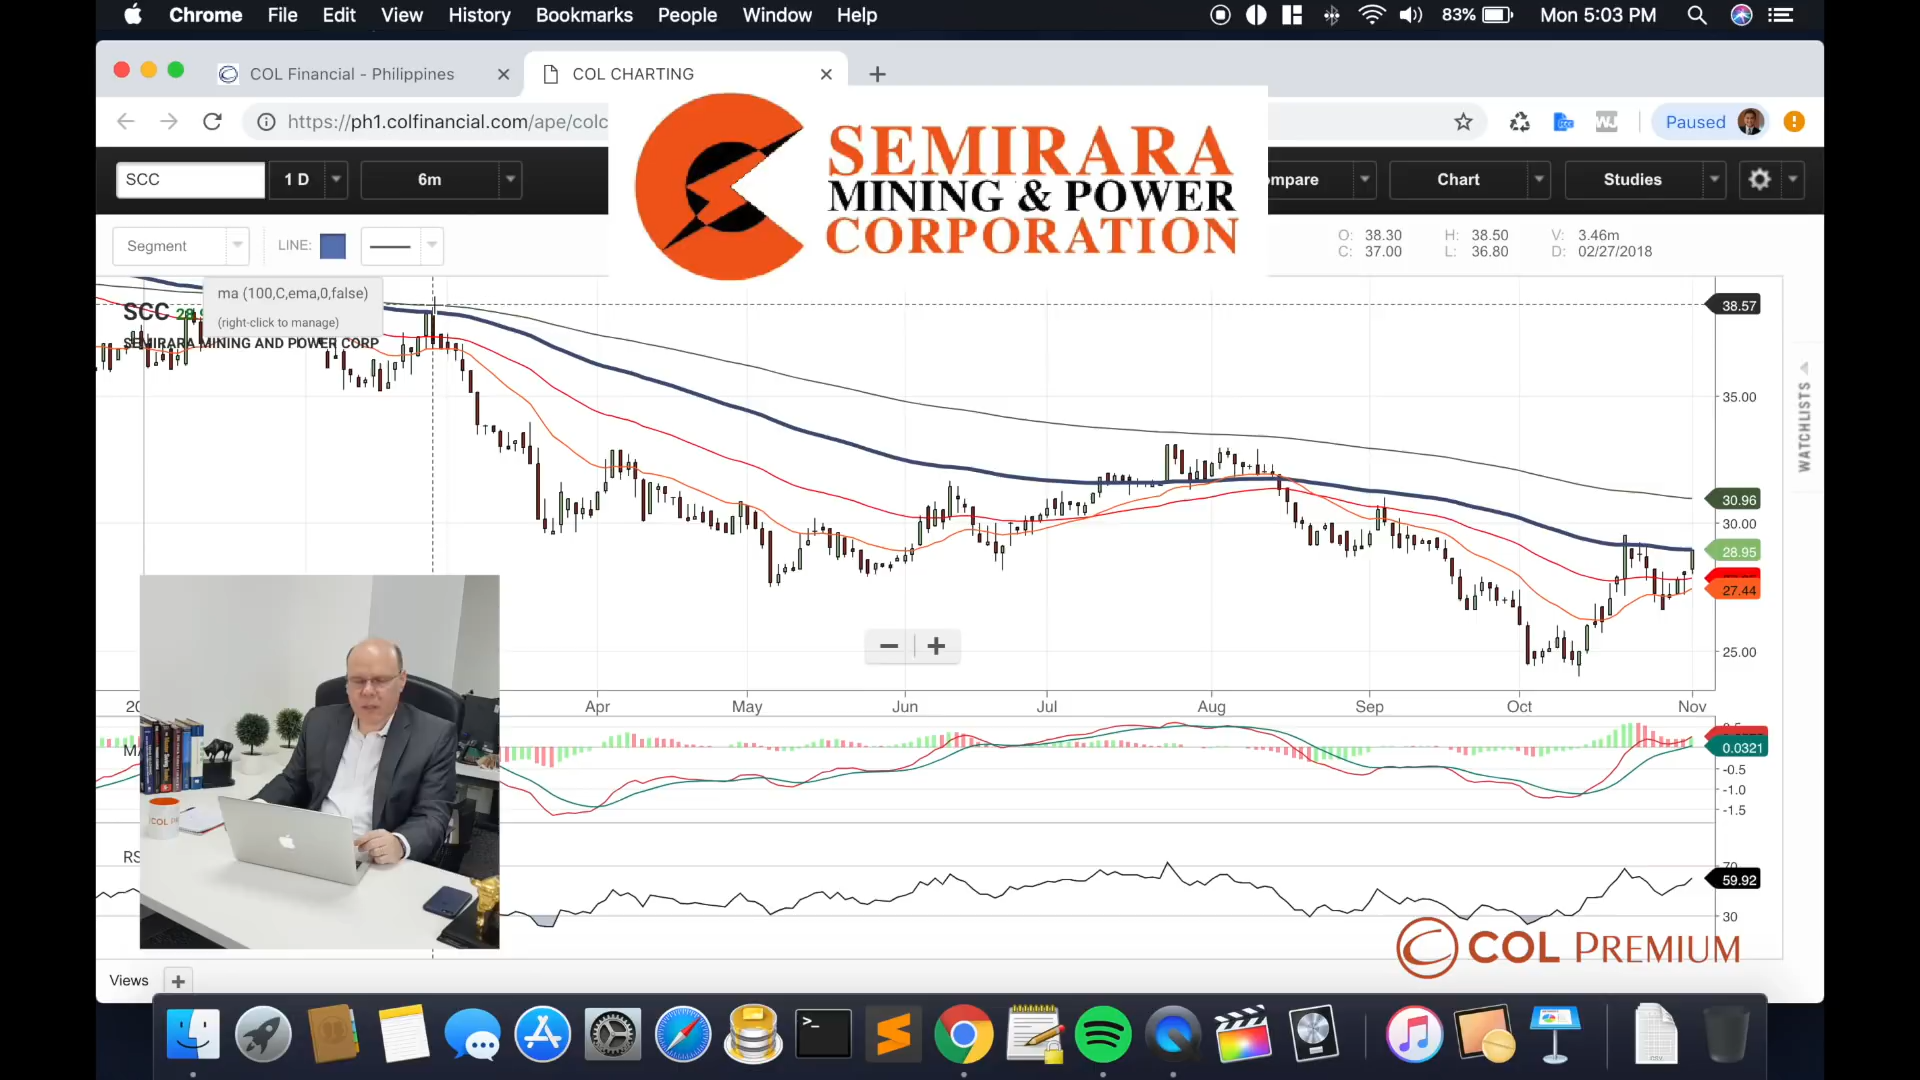 Chrome File Edit View History Bookmarks People Window Help 83% Mon 5:03 PM
COL Financial - Philippines
COL CHARTING
https://ph1.colfinancial.com/ape/colc
Paused
SEMIRARA
MINING & POWER
CORPORATION
SCC
1 D
6m
Chart
Studies
Segment
LINE:
O: 38.30 H: 38.50 V: 3.46m
C: 37.00 L: 36.80 D: 02/27/2018
ma (100,C,ema,0,false)
(right-click to manage)
SCC
SEMIRARA MINING AND POWER CORP
38.57
35.00
30.96
30.00
28.95
27.44
25.00
WATCHLISTS
Apr May Jun Jul Aug Sep Oct Nov
0.0321
-0.5
-1.0
-1.5
70
59.92
30
COL PREMIUM
Views